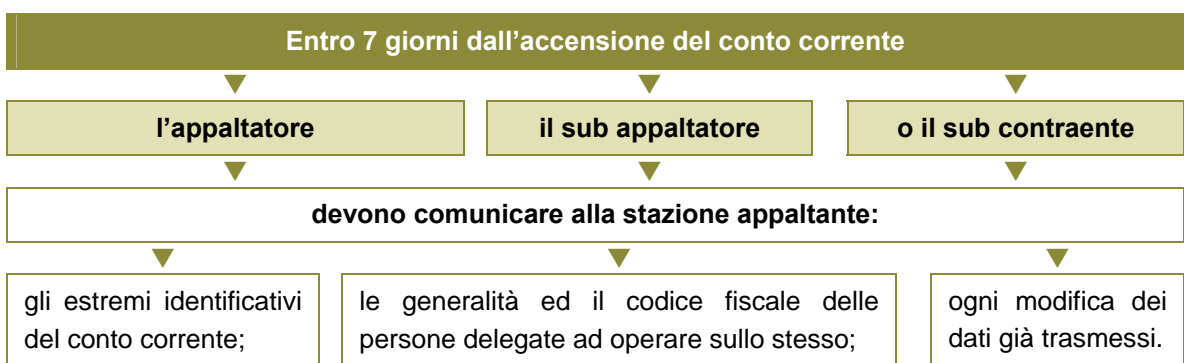 Entro 7 giorni dall'accensione del conto corrente
l'appaltatore
il sub appaltatore
o il sub contraente
devono comunicare alla stazione appaltante:
gli estremi identificativi
del conto corrente;
le generalità ed il codice fiscale delle
persone delegate ad operare sullo stesso;
ogni modifica dei
dati già trasmessi.